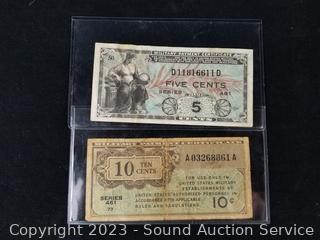 MILITARY PAYMENT CERTIFICATE
D11816611D
FIVE CENTS
SERIES 481
5
A03268861A
10 TEN CENTS
FOR USE ONLY IN
UNITED STATES MILITARY
ESTABLISHMENTS BY
UNITED STATES AUTHORIZED PERSONNEL IN
ACCORDANCE WITH APPLICABLE
RULES AND REGULATIONS.
SERIES
461
10¢
Copyright 2023 - Sound Auction Service